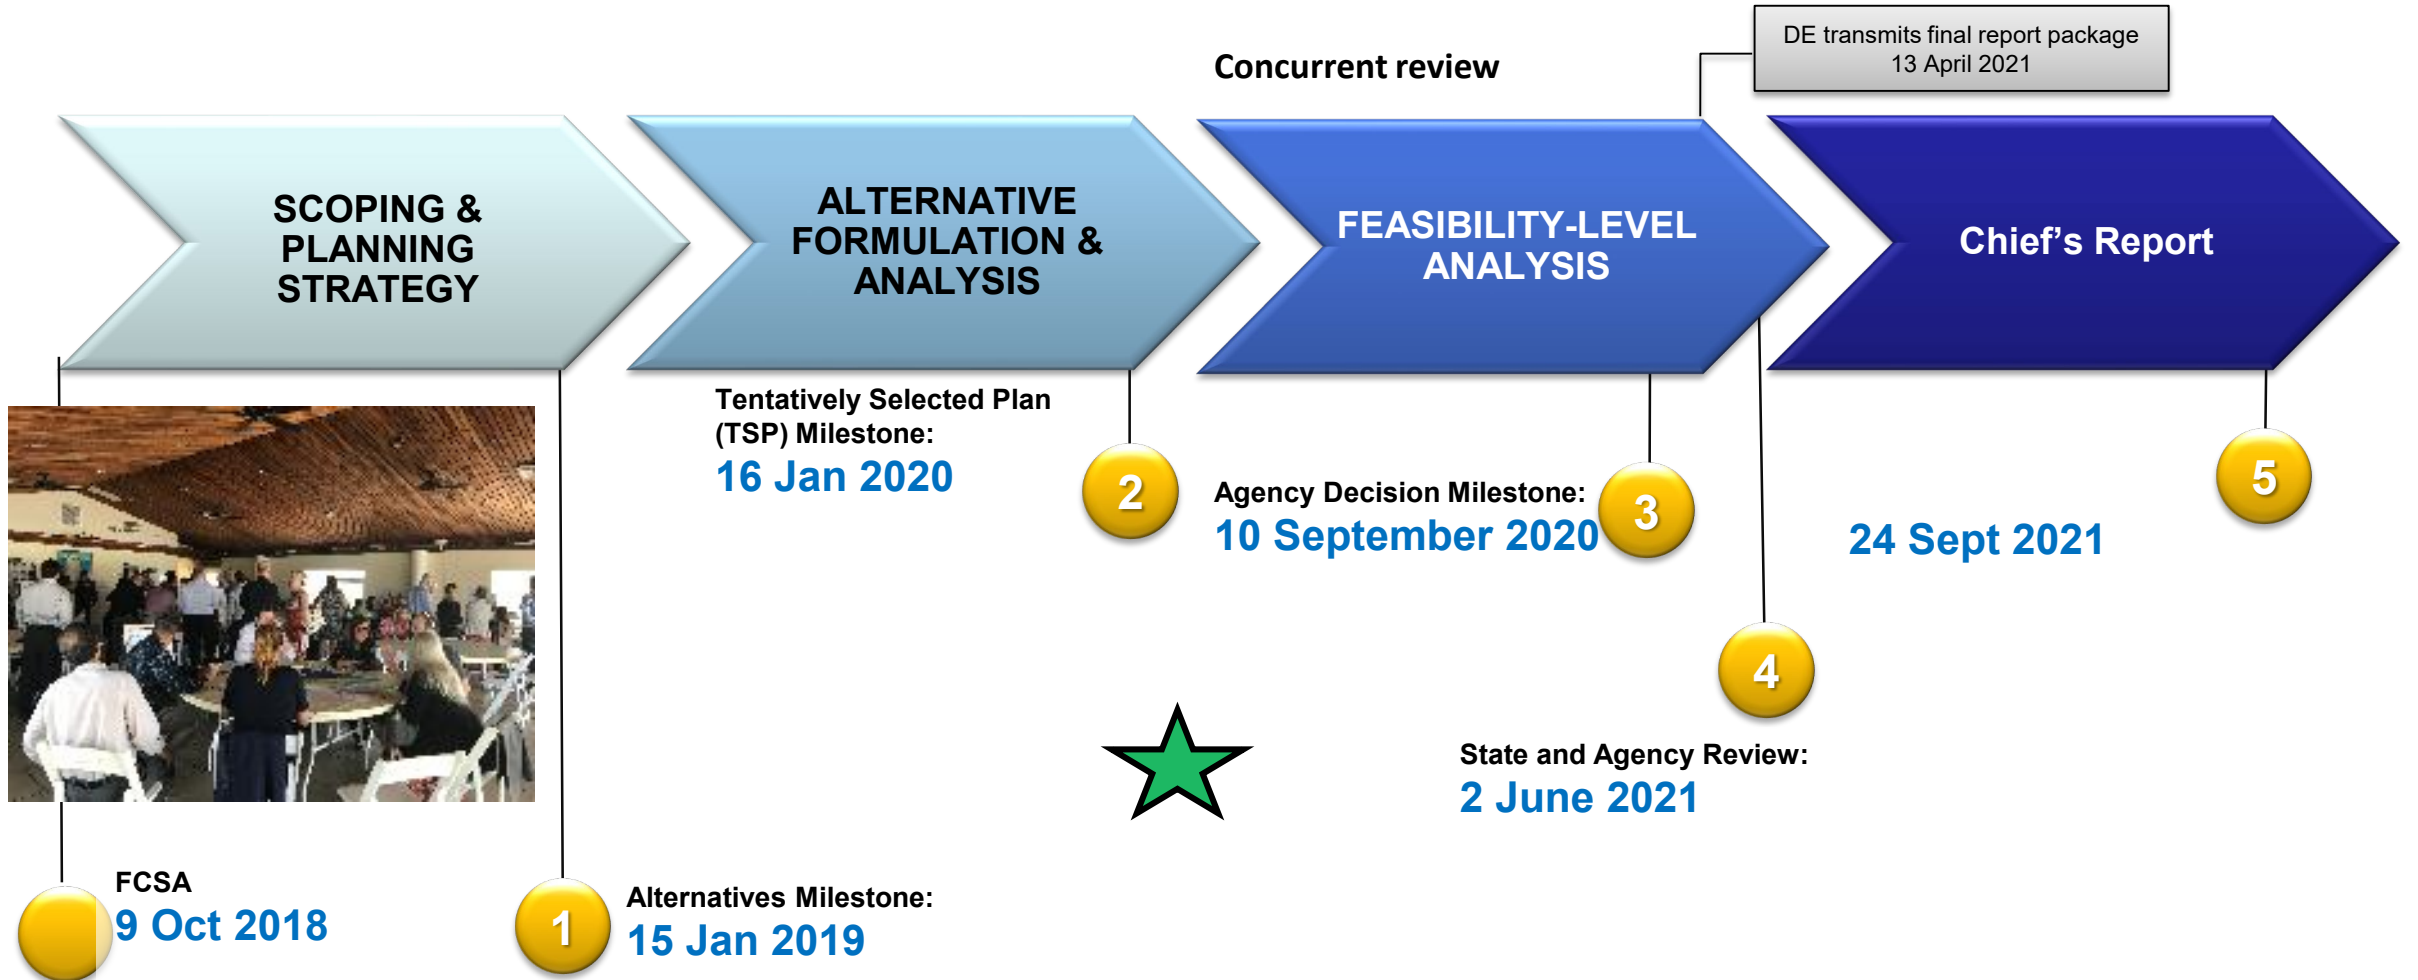 DE transmits final report package
13 April 2021
Concurrent review
SCOPING &
PLANNING
STRATEGY
ALTERNATIVE
FORMULATION &
ANALYSIS
FEASIBILITY-LEVEL
ANALYSIS
Chief’s Report
Tentatively Selected Plan
(TSP) Milestone:
16 Jan 2020
2
Agency Decision Milestone:
10 September 2020
3
24 Sept 2021
5
4
State and Agency Review:
2 June 2021
FCSA
9 Oct 2018
1
Alternatives Milestone:
15 Jan 2019